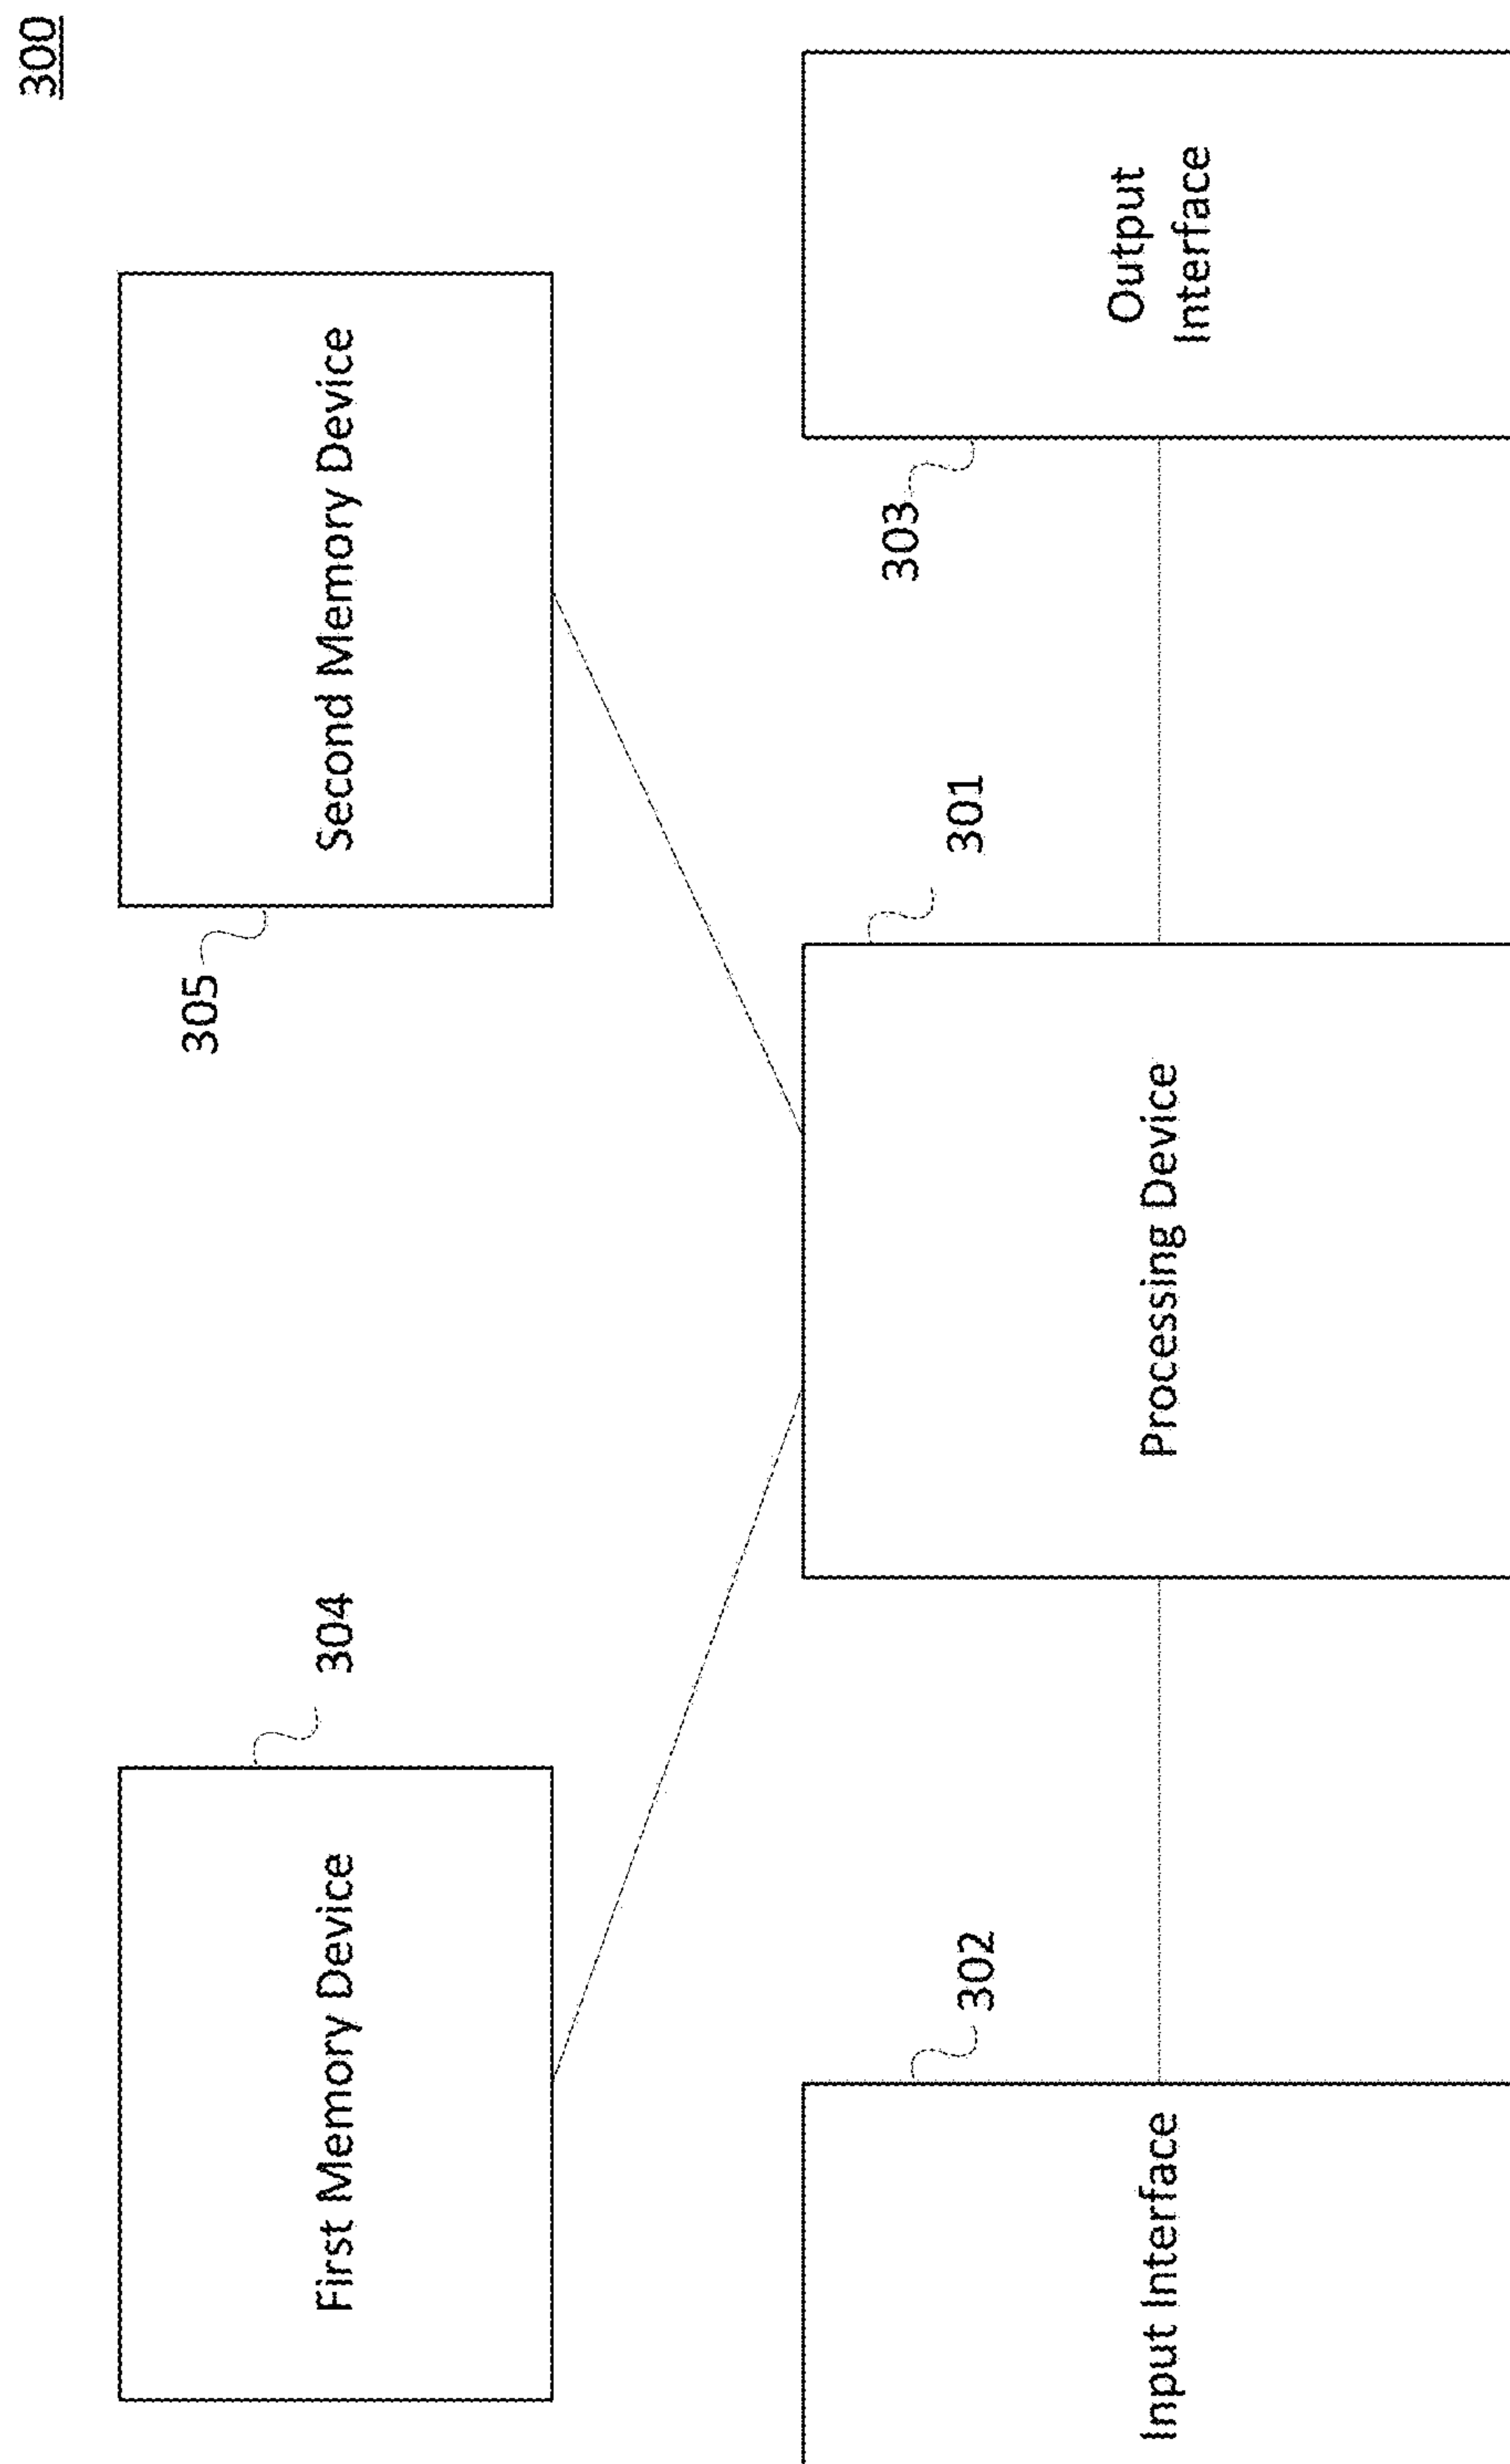 300
First Memory Device
304
305
Second Memory Device
302
Input Interface
301
Processing Device
303
Output
Interface